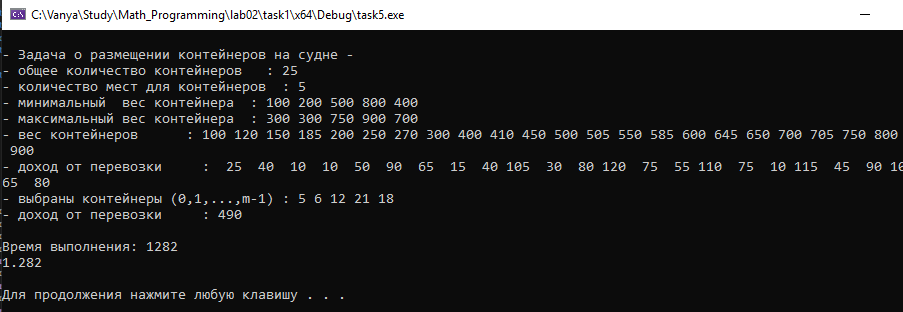 C:\Vanya\Study\Math_Programming\lab02\task1\x64\Debug\task5.exe
- Задача о размещении контейнеров на судне -
- общее количество контейнеров   : 25
- количество мест для контейнеров  : 5
- минимальный  вес контейнера  : 100 200 500 800 400
- максимальный вес контейнера  : 300 300 750 900 700
- вес контейнеров      : 100 120 150 185 200 250 270 300 400 410 450 500 505 550 585 600 645 650 700 705 750 800
 900
- доход от перевозки     :  25  40  10  10  50  90  65  15  40 105  30  80 120  75  55 110  75  10 115  45  90 10
65  80
- выбраны контейнеры (0,1,...,m-1) : 5 6 12 21 18
- доход от перевозки     : 490
Время выполнения: 1282
1.282
Для продолжения нажмите любую клавишу . . .